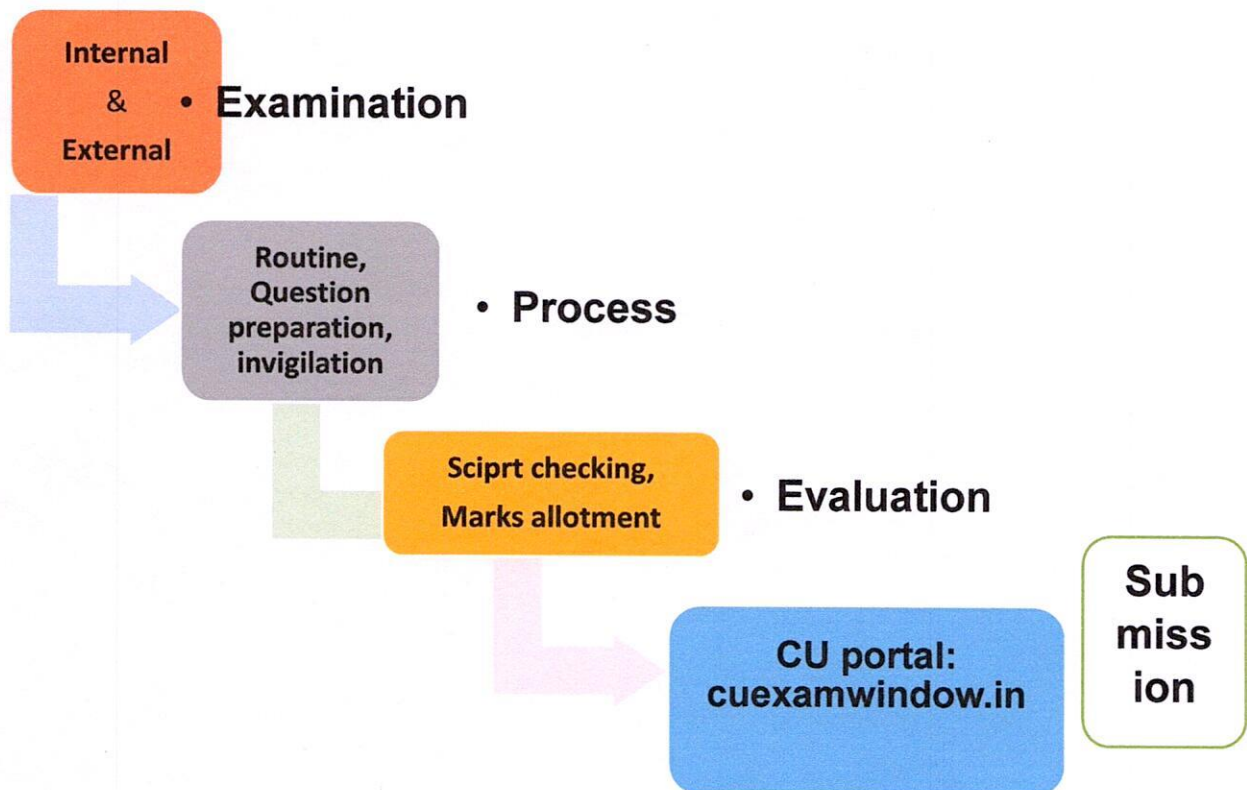 Internal
&
External
• Examination
Routine,
Question
preparation,
invigilation
• Process
Sciprt checking,
Marks allotment
• Evaluation
CU portal:
cuexamwindow.in
Sub
miss
ion